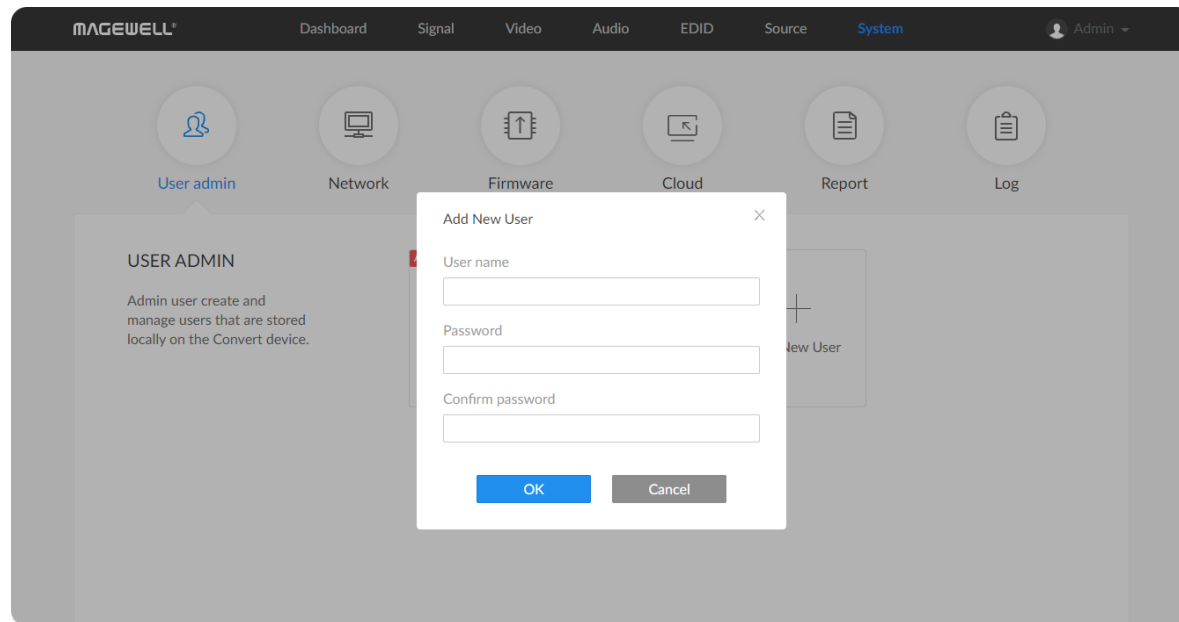 MAGEWELL®
Dashboard
Signal
Video
Audio
EDID
Source
System
Admin
User admin
Network
Firmware
Cloud
Report
Log
Add New User
USER ADMIN
User name
Admin user create and
manage users that are stored
locally on the Convert device.
Password
New User
Confirm password
OK
Cancel